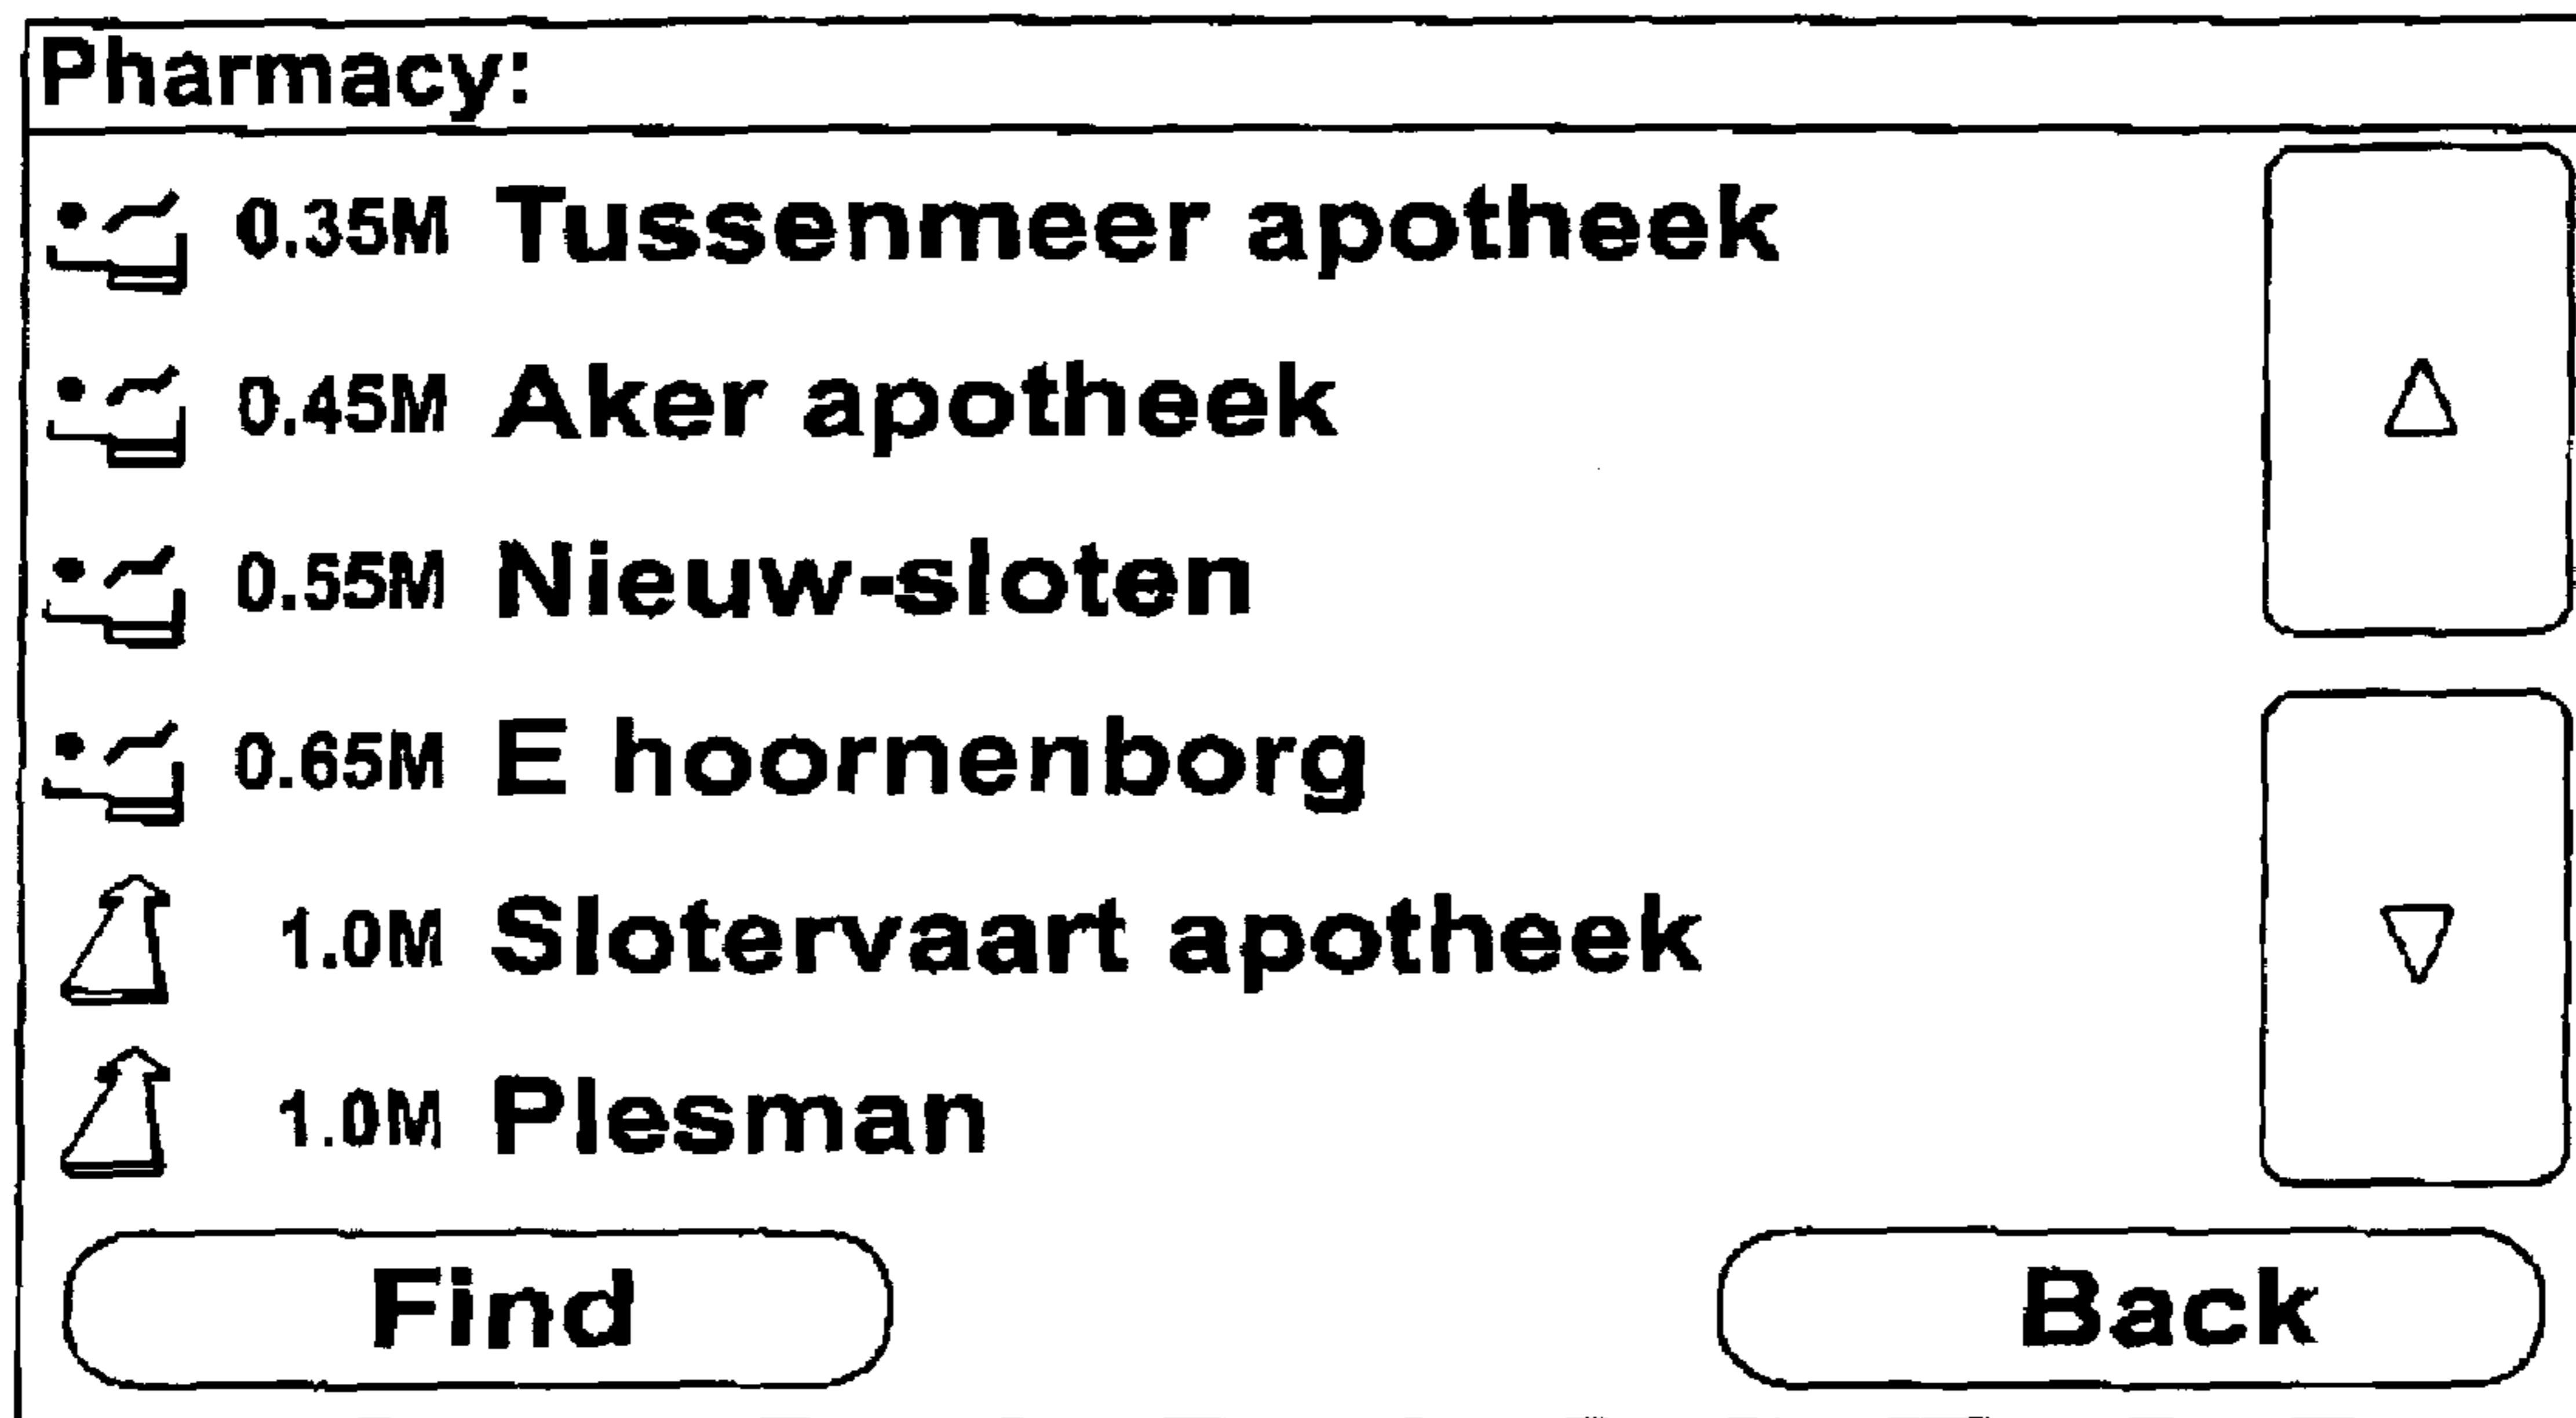 Pharmacy:
0.35M Tussenmeer apotheek
0.45M Aker apotheek
0.55M Nieuw-sloten
0.65M E hoornenborg
1.0M Slotervaart apotheek
1.0M Plesman
Find
Back